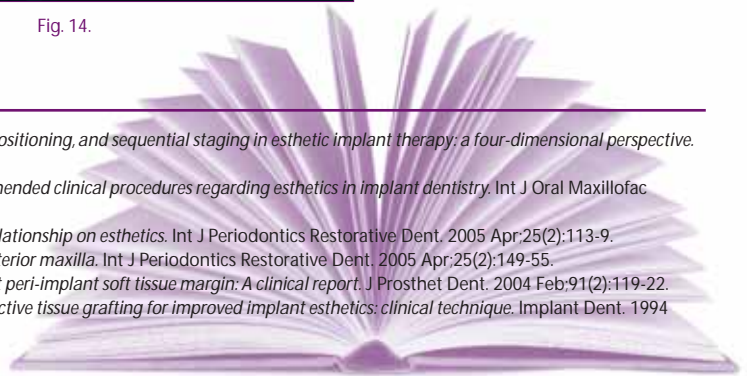 Fig. 14.
ositioning, and sequential staging in esthetic implant therapy: a four-dimensional perspective.
nended clinical procedures regarding esthetics in implant dentistry. Int J Oral Maxillofac
lationship on esthetics. Int J Periodontics Restorative Dent. 2005 Apr;25(2):113-9.
terior maxilla. Int J Periodontics Restorative Dent. 2005 Apr;25(2):149-55.
t peri-implant soft tissue margin: A clinical report. J Prosthet Dent. 2004 Feb;91(2):119-22.
ctive tissue grafting for improved implant esthetics: clinical technique. Implant Dent. 1994